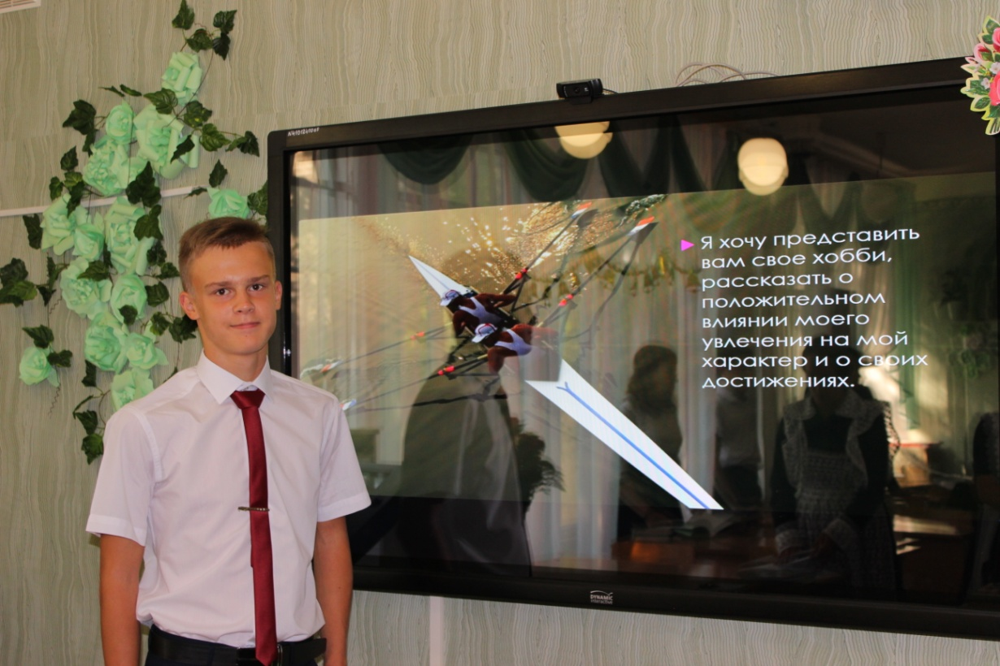 Я хочу представить
вам свое хобби,
рассказать о
положительном
влиянии моего
увлечения на мой
характер и о своих
достижениях.
DYNAMIC